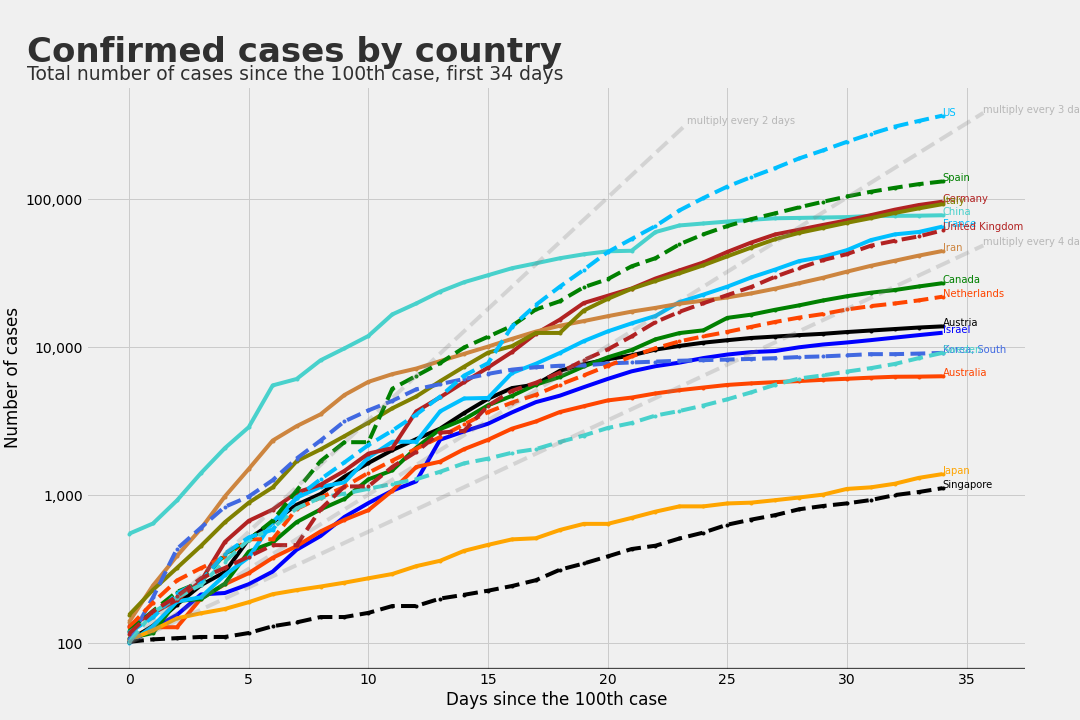 Confirmed cases by country
Total number of cases since the 100th case, first 34 days
multiply every 2 days
multiply every 3 da
US
Spain
Germany
Italy
China
France
United Kingdom
multiply every 4 da
Iran
Canada
Netherlands
Austria
Israel
Korea, South
Australia
Japan
Singapore
100,000
10,000
1,000
100
Number of cases
0 5 10 15 20 25 30 35
Days since the 100th case